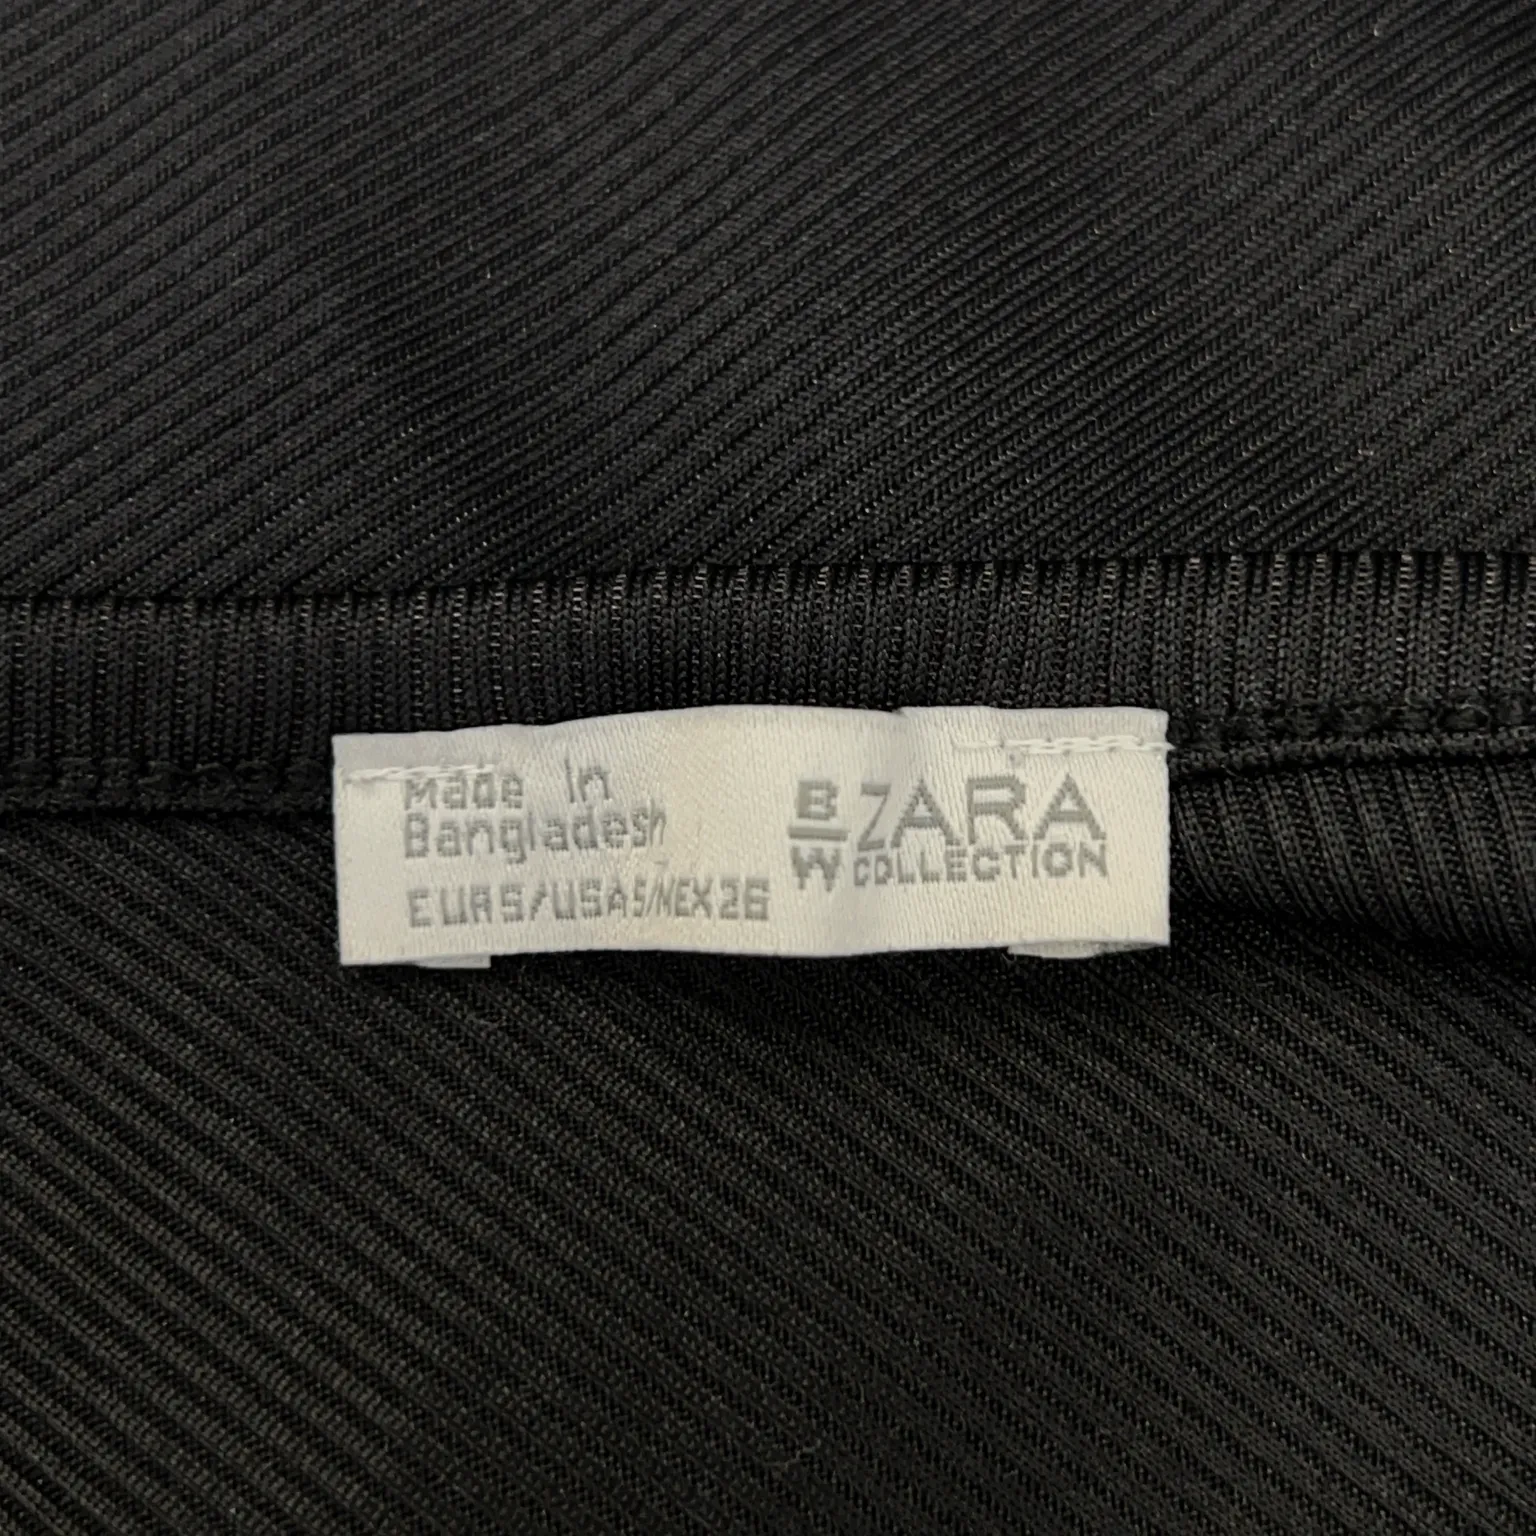 Made in
Bangladesh
EUR S/USA S/MEX 26
B
W
ZARA
COLLECTION